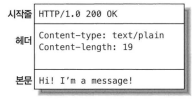 시작줄 HTTP/1.0 200 OK
헤더 Content-type: text/plain
Content-length: 19
본문 Hi! I'm a message!